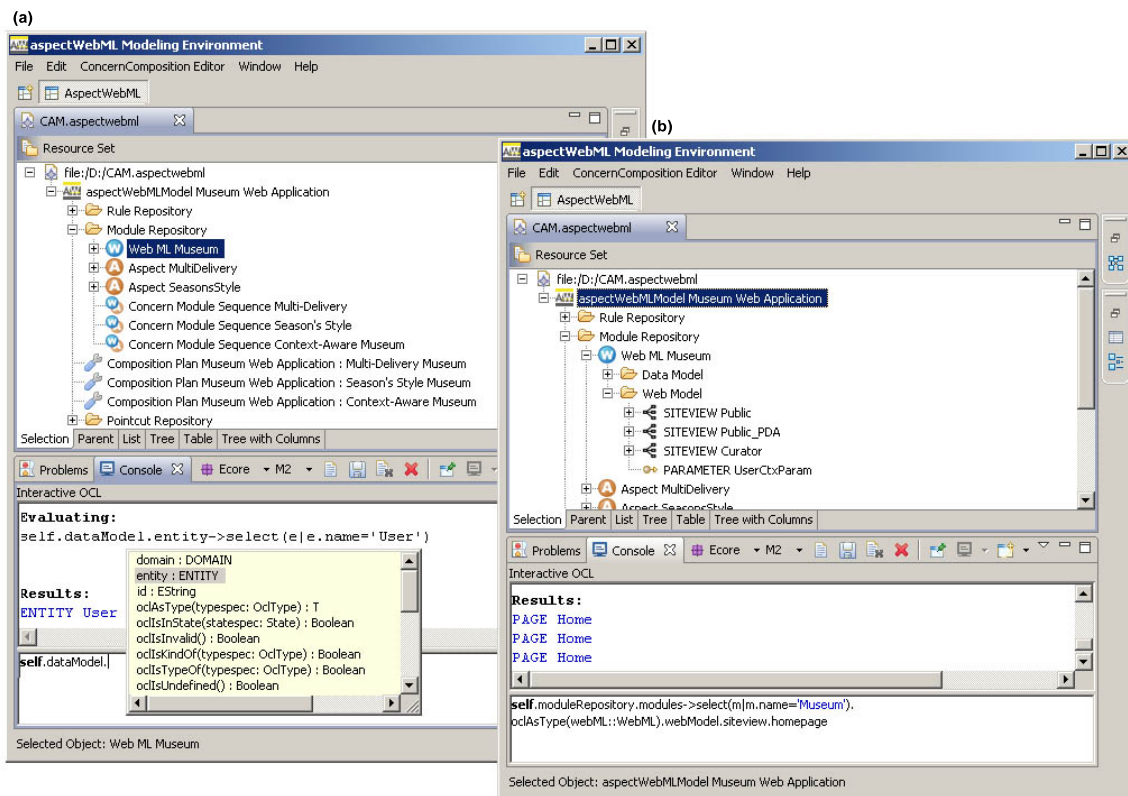 (a)
aspectWebML Modeling Environment
File Edit ConcernComposition Editor Window Help
AspectWebML
CAM.aspectwebml
Resource Set
file:/D:/CAM.aspectwebml
aspectWebMLModel Museum Web Application
Rule Repository
Module Repository
Web ML Museum
Aspect MultiDelivery
Aspect SeasonsStyle
Concern Module Sequence Multi-Delivery
Concern Module Sequence Season's Style
Concern Module Sequence Context-Aware Museum
Composition Plan Museum Web Application : Multi-Delivery Museum
Composition Plan Museum Web Application : Season's Style Museum
Composition Plan Museum Web Application : Context-Aware Museum
Pointcut Repository
Selection Parent List Tree Table Tree with Columns
Problems Console Ecore M2
Interactive OCL
Evaluating:
self.dataModel.entity->select(e|e.name='User')
Results:
ENTITY User
domain : DOMAIN
entity : ENTITY
id : EString
oclAsType(typespec: OclType) : T
oclIsInState(statespec: State) : Boolean
oclIsInvalid() : Boolean
oclIsKindOf(typespec: OclType) : Boolean
oclIsTypeOf(typespec: OclType) : Boolean
oclIsUndefined() : Boolean
self.dataModel.
Selected Object: Web ML Museum
(b)
aspectWebML Modeling Environment
File Edit ConcernComposition Editor Window Help
AspectWebML
CAM.aspectwebml
Resource Set
file:/D:/CAM.aspectwebml
aspectWebMLModel Museum Web Application
Rule Repository
Module Repository
Web ML Museum
Data Model
Web Model
SITEVIEW Public
SITEVIEW Public_PDA
SITEVIEW Curator
PARAMETER UserCtxParam
Aspect MultiDelivery
Aspect SeasonsStyle
Selection Parent List Tree Table Tree with Columns
Problems Console Ecore M2
Interactive OCL
Results:
PAGE Home
PAGE Home
PAGE Home
self.moduleRepository.modules->select(m|m.name='Museum').
oclAsType(webML::WebML).webModel.siteview.homepage
Selected Object: aspectWebMLModel Museum Web Application